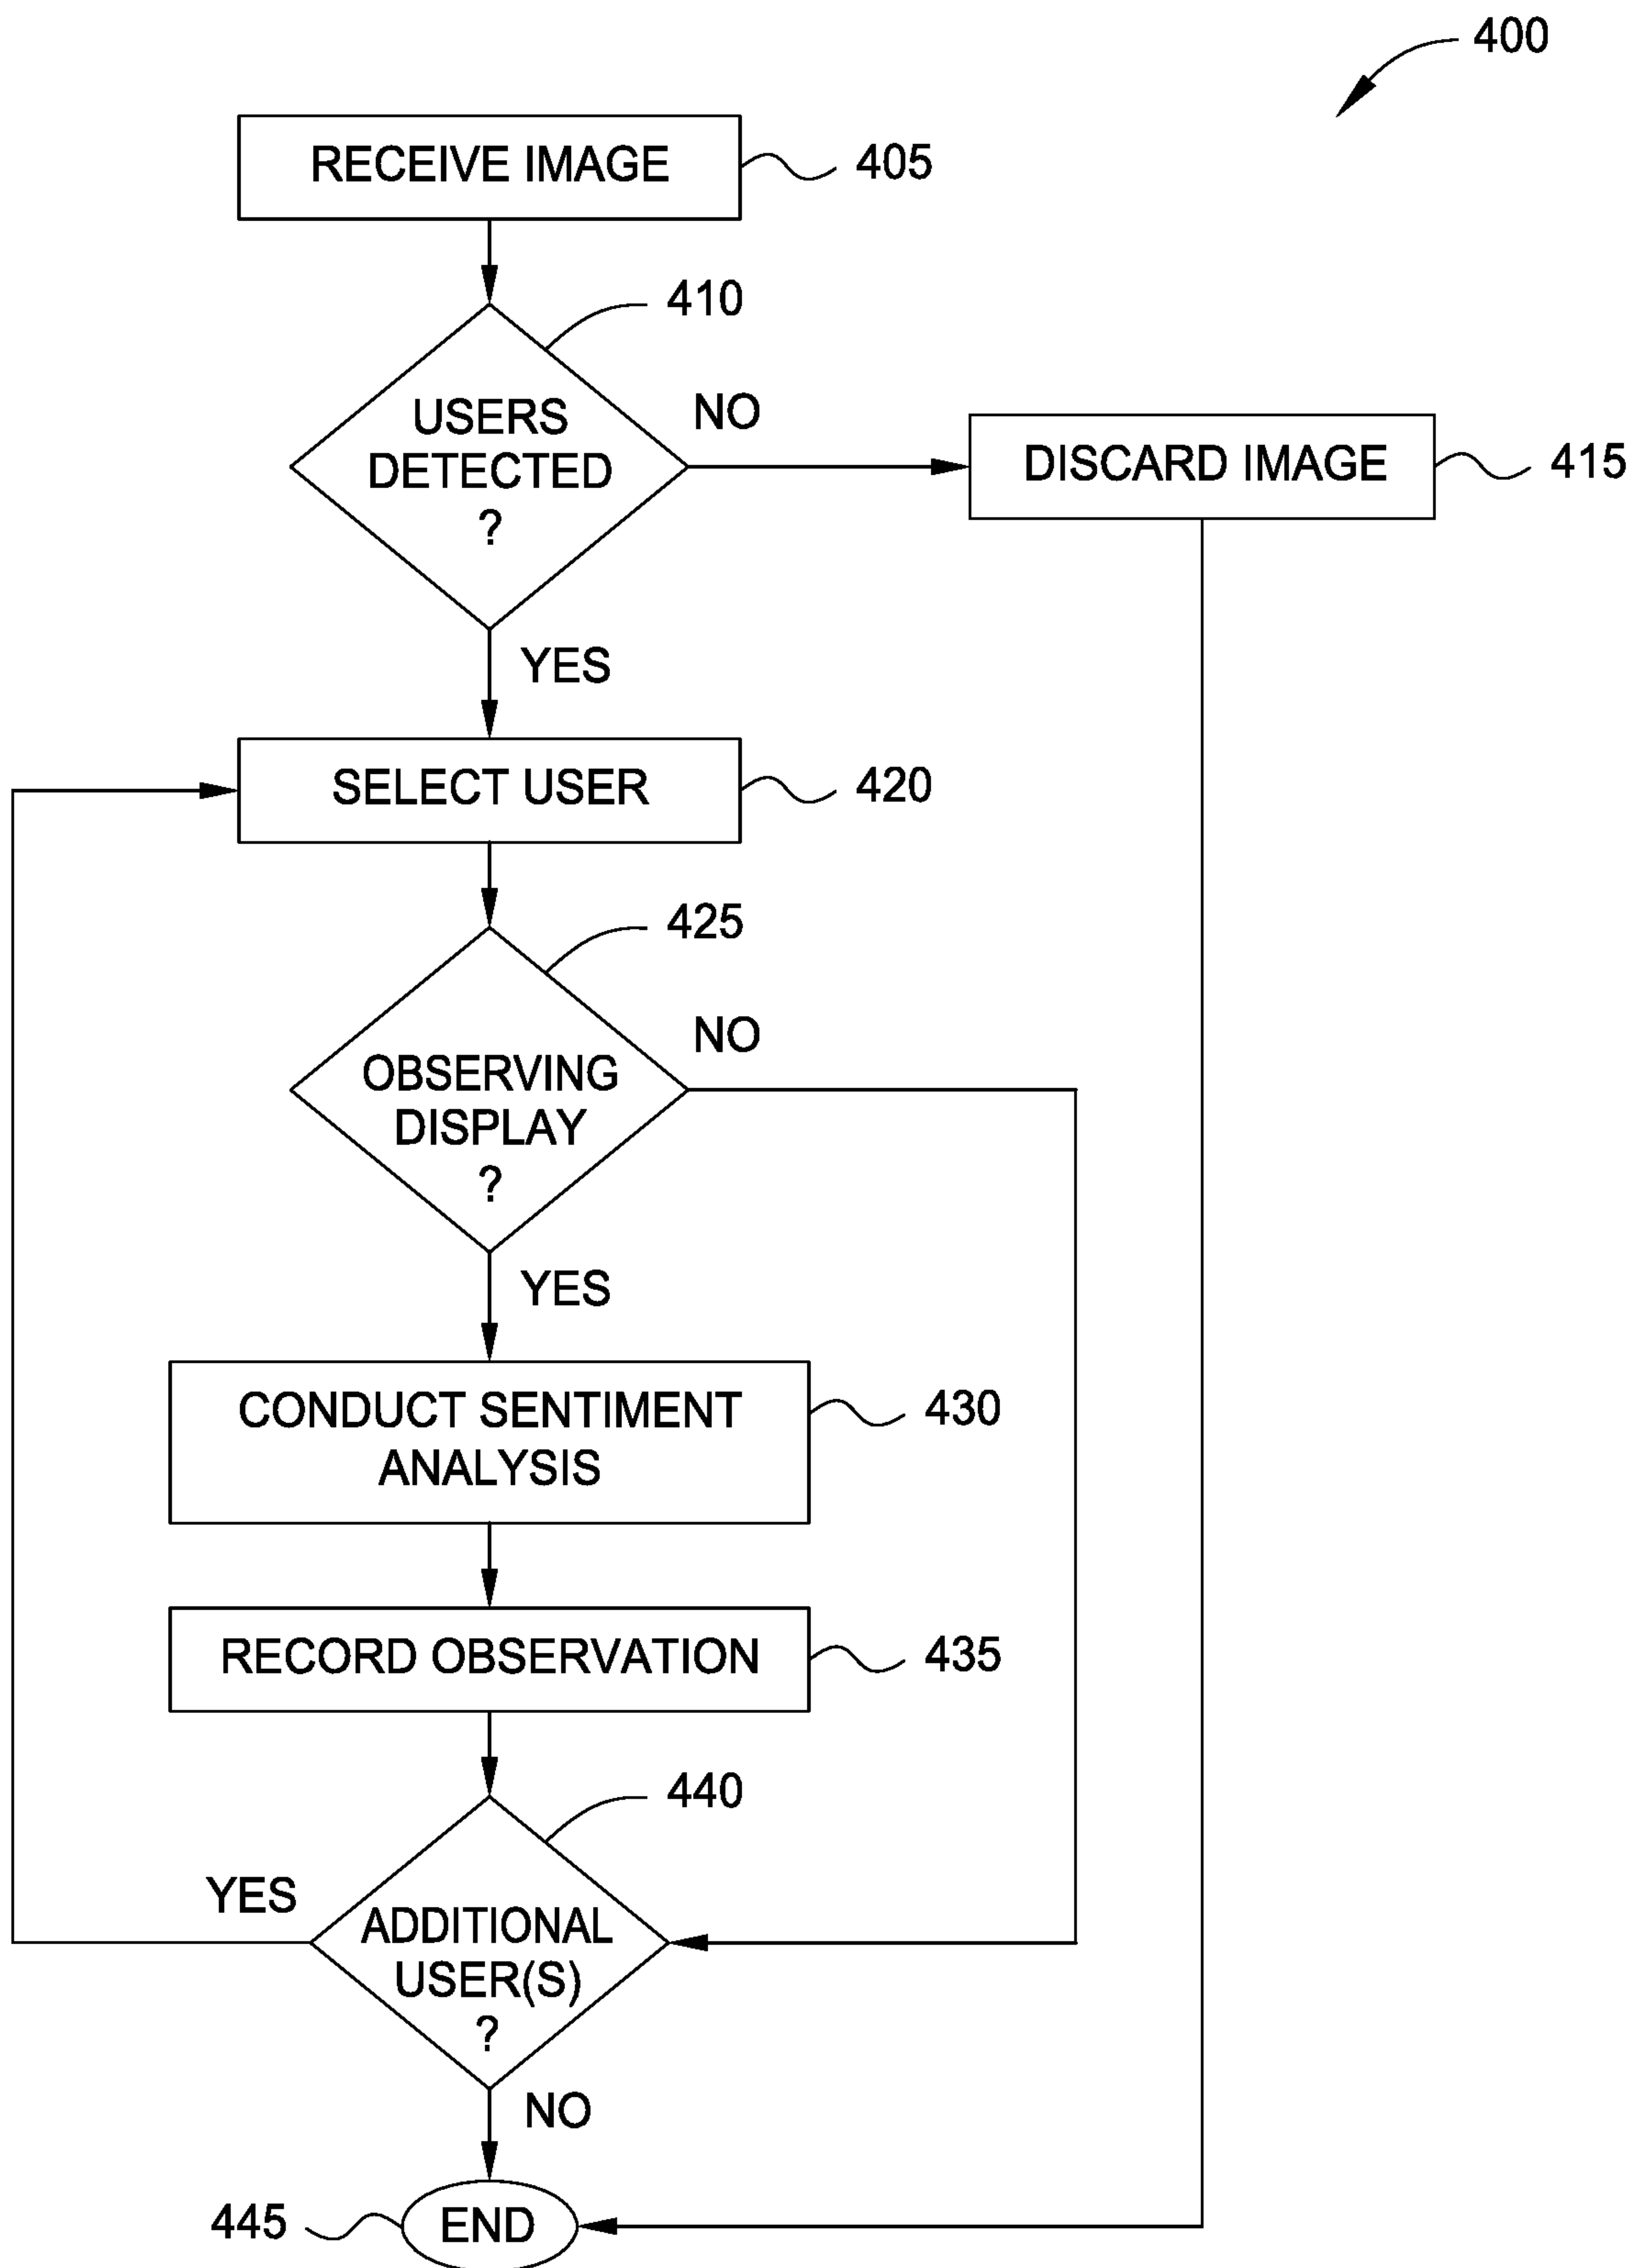 400
RECEIVE IMAGE
405
410
USERS
DETECTED
?
NO
DISCARD IMAGE
415
YES
SELECT USER
420
425
OBSERVING
DISPLAY
?
NO
YES
CONDUCT SENTIMENT
ANALYSIS
430
RECORD OBSERVATION
435
440
YES
ADDITIONAL
USER(S)
?
NO
445
END